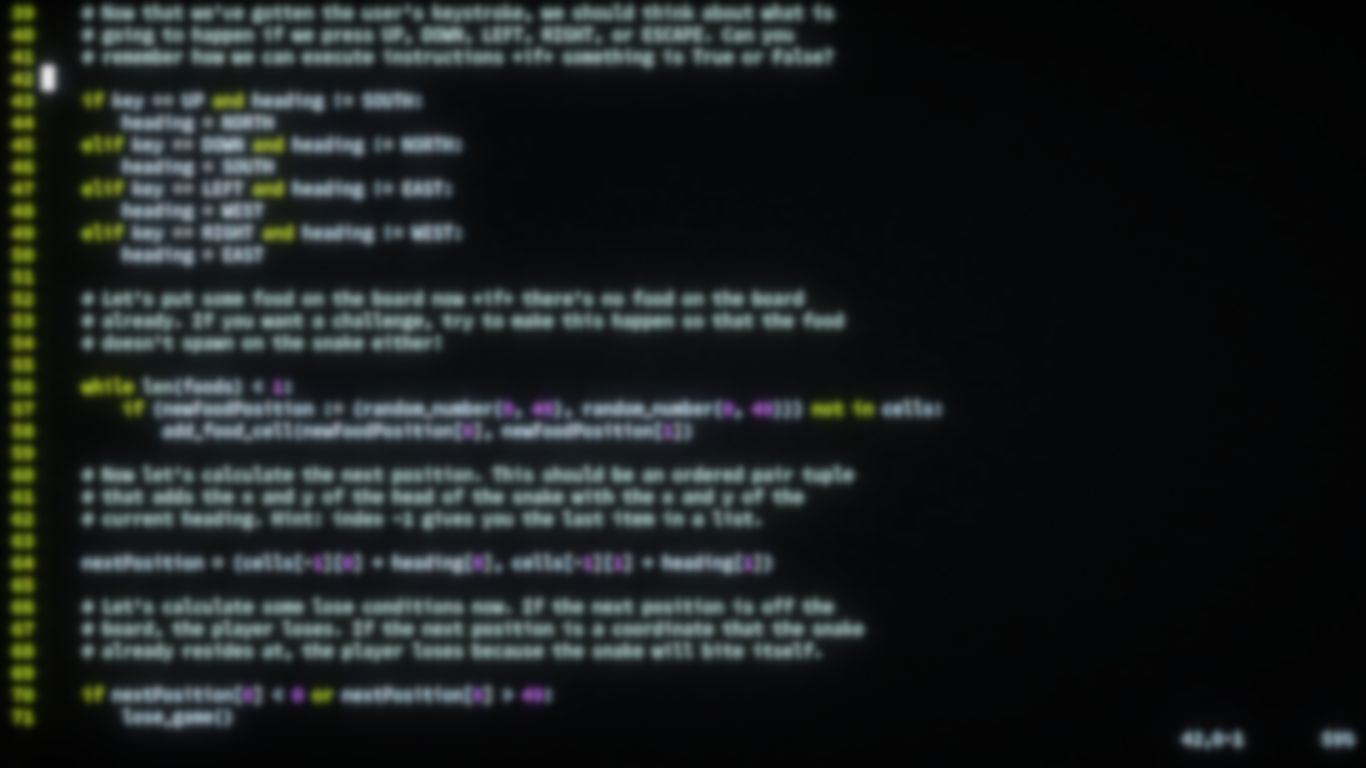 39 # Now that we've gotten the user's keystroke, we should think about what is
40 # going to happen if we press UP, DOWN, LEFT, RIGHT, or ESCAPE. Can you
41 # remember how we can execute instructions *if* something is True or False?
42
43 if key == UP and heading != SOUTH:
44 heading = NORTH
45 elif key == DOWN and heading != NORTH:
46 heading = SOUTH
47 elif key == LEFT and heading != EAST:
48 heading = WEST
49 elif key == RIGHT and heading != WEST:
50 heading = EAST
51
52 # Let's put some food on the board now *if* there's no food on the board
53 # already. If you want a challenge, try to make this happen so that the food
54 # doesn't spawn on the snake either!
55
56 while len(foods) < 1:
57 if (newFoodPosition := (random_number(0, 49), random_number(0, 49))) not in cells:
58 add_food_cell(newFoodPosition[0], newFoodPosition[1])
59
60 # Now let's calculate the next position. This should be an ordered pair tuple
61 # that adds the x and y of the head of the snake with the x and y of the
62 # current heading. Hint: index -1 gives you the last item in a list.
63
64 nextPosition = (cells[-1][0] + heading[0], cells[-1][1] + heading[1])
65
66 # Let's calculate some lose conditions now. If the next position is off the
67 # board, the player loses. If the next position is a coordinate that the snake
68 # already resides at, the player loses because the snake will bite itself.
69
70 if nextPosition[0] < 0 or nextPosition[0] > 49:
71 lose_game()
42,0-1